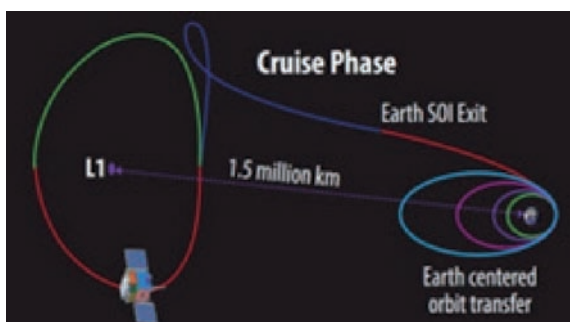 Cruise Phase
Earth SOI Exit
L1
1.5 million km
Earth centered
orbit transfer